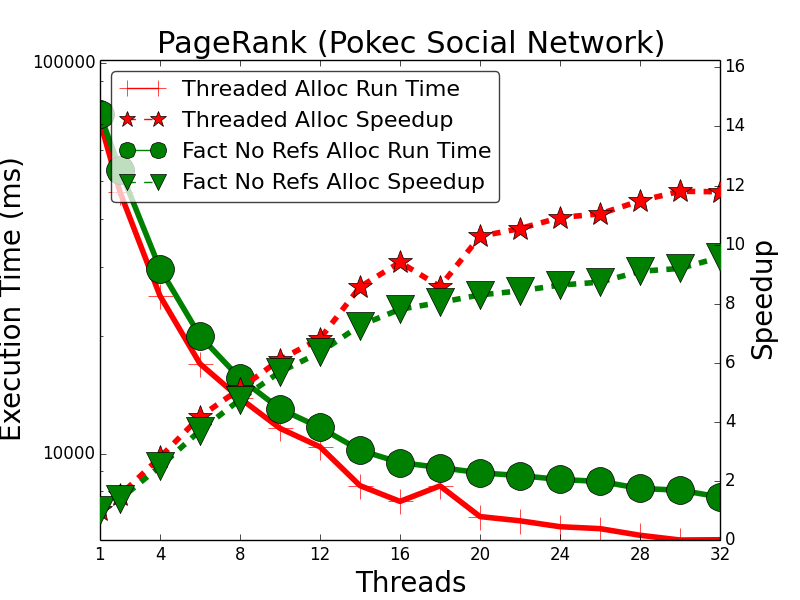 PageRank (Pokec Social Network)
100000
10000
Execution Time (ms)
Threaded Alloc Run Time
Threaded Alloc Speedup
Fact No Refs Alloc Run Time
Fact No Refs Alloc Speedup
16
14
12
10
8
6
4
2
0
Speedup
1 4 8 12 16 20 24 28 32
Threads